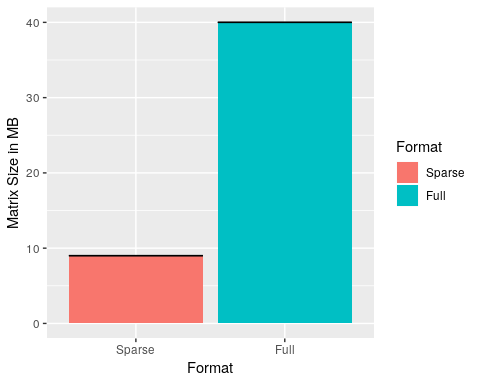 Matrix Size in MB
40
30
20
10
0
Sparse
Full
Format
Format
Sparse
Full